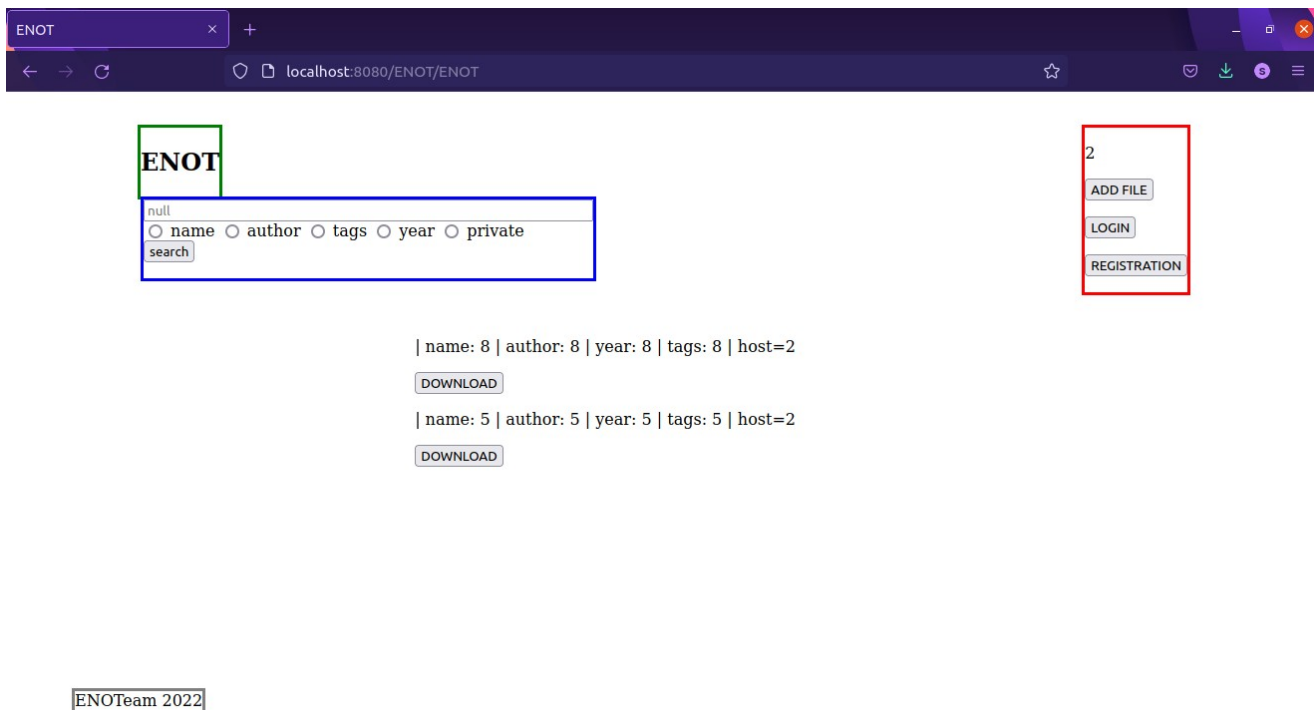 ENOT
localhost:8080/ENOT/ENOT
S
ENOT
null
name author tags year private
search
2
ADD FILE
LOGIN
REGISTRATION
| name: 8 | author: 8 | year: 8 | tags: 8 | host=2
DOWNLOAD
| name: 5 | author: 5 | year: 5 | tags: 5 | host=2
DOWNLOAD
ENOTeam 2022